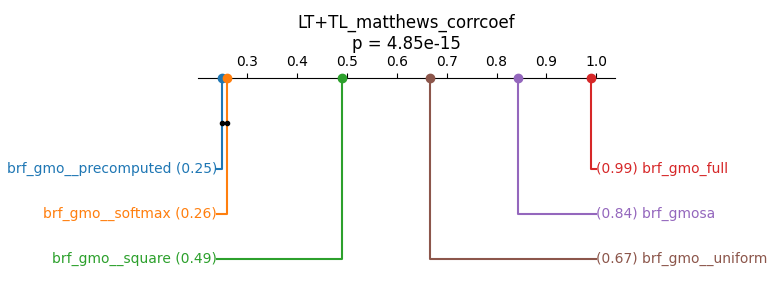 LT+TL_matthews_corrcoef
p = 4.85e-15
0.3 0.4 0.5 0.6 0.7 0.8 0.9 1.0
brf_gmo__precomputed (0.25) (0.99) brf_gmo_full
brf_gmo__softmax (0.26) (0.84) brf_gmosa
brf_gmo__square (0.49) (0.67) brf_gmo__uniform